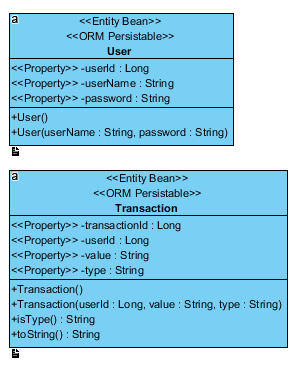 a
<<Entity Bean>>
<<ORM Persistable>>
User
<<Property>> -userId : Long
<<Property>> -userName : String
<<Property>> -password : String
+User()
+User(userName : String, password : String)
a
<<Entity Bean>>
<<ORM Persistable>>
Transaction
<<Property>> -transactionId : Long
<<Property>> -userId : Long
<<Property>> -value : String
<<Property>> -type : String
+Transaction()
+Transaction(userId : Long, value : String, type : String)
+isType() : String
+toString() : String